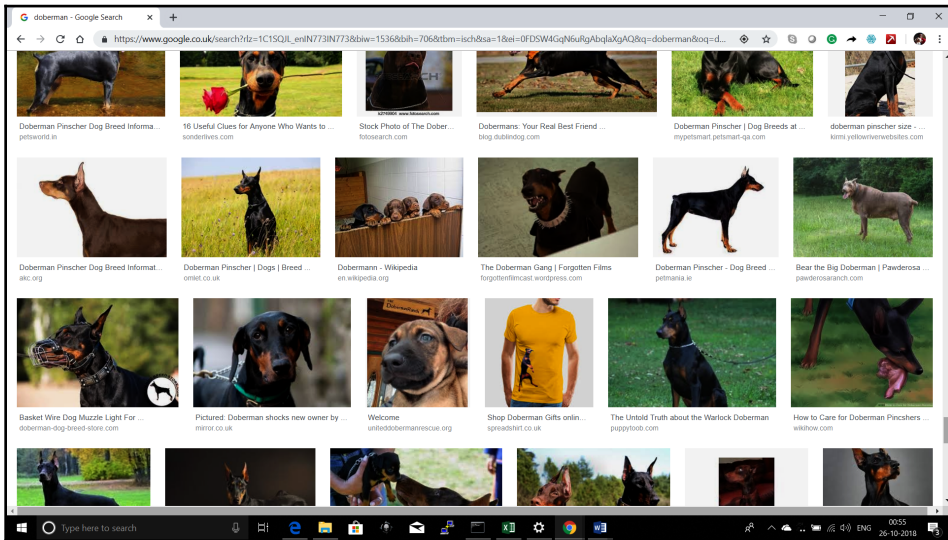 doberman - Google Search
https://www.google.co.uk/search?rlz=1C1SQJL_enIN773IN773&biw=1536&bih=706&tbm=isch&sa=1&ei=0FDSW4GqN6uRgAbqlaXgAQ&q=doberman&oq=d...
Doberman Pinscher Dog Breed Informa...
petsworld.in
16 Useful Clues for Anyone Who Wants to ...
sonderlives.com
x2746904 www.fotosearch.com
Stock Photo of The Dober...
fotosearch.com
Dobermans: Your Real Best Friend ...
blog.dublindog.com
Doberman Pinscher | Dog Breeds at ...
mypetsmart.petsmart-qa.com
doberman pinscher size - ...
kirmi.yellowriverwebsites.com
Doberman Pinscher Dog Breed Informat...
akc.org
Doberman Pinscher | Dogs | Breed ...
omlet.co.uk
Dobermann - Wikipedia
en.wikipedia.org
The Doberman Gang | Forgotten Films
forgottenfilmcast.wordpress.com
Doberman Pinscher - Dog Breed ...
petmania.ie
Bear the Big Doberman | Pawderosa ...
pawderosaranch.com
Basket Wire Dog Muzzle Light For ...
doberman-dog-breed-store.com
Pictured: Doberman shocks new owner by ...
mirror.co.uk
Welcome
uniteddobermanrescue.org
Shop Doberman Gifts onlin...
spreadshirt.co.uk
The Untold Truth about the Warlock Doberman
puppytoob.com
How to Care for Doberman Pincshers ...
wikihow.com
Type here to search
ENG
00:55
26-10-2018
3